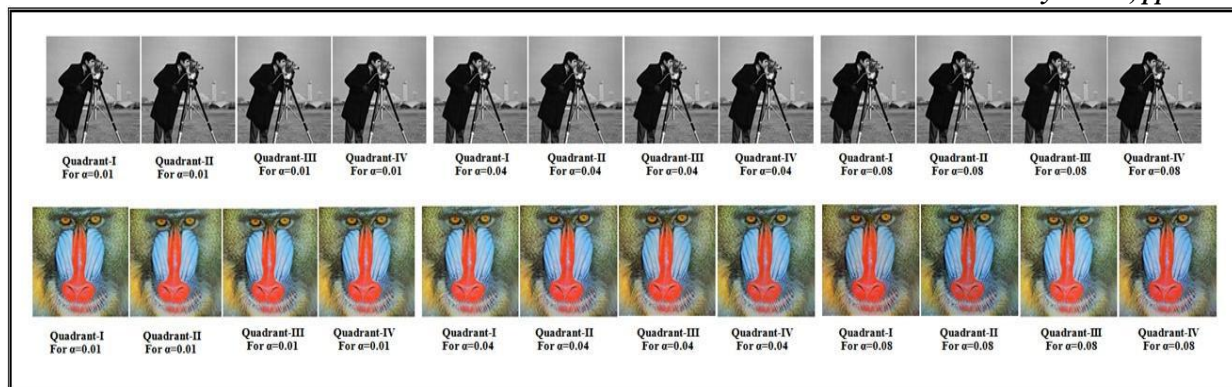 Quadrant-I Quadrant-II Quadrant-III Quadrant-IV Quadrant-I Quadrant-II Quadrant-III Quadrant-IV Quadrant-I Quadrant-II Quadrant-III Quadrant-IV
For α=0.01 For α=0.01 For α=0.01 For α=0.01 For α=0.04 For α=0.04 For α=0.04 For α=0.04 For α=0.08 For α=0.08 For α=0.08 For α=0.08
Quadrant-I Quadrant-II Quadrant-III Quadrant-IV Quadrant-I Quadrant-II Quadrant-III Quadrant-IV Quadrant-I Quadrant-II Quadrant-III Quadrant-IV
For α=0.01 For α=0.01 For α=0.01 For α=0.01 For α=0.04 For α=0.04 For α=0.04 For α=0.04 For α=0.08 For α=0.08 For α=0.08 For α=0.08